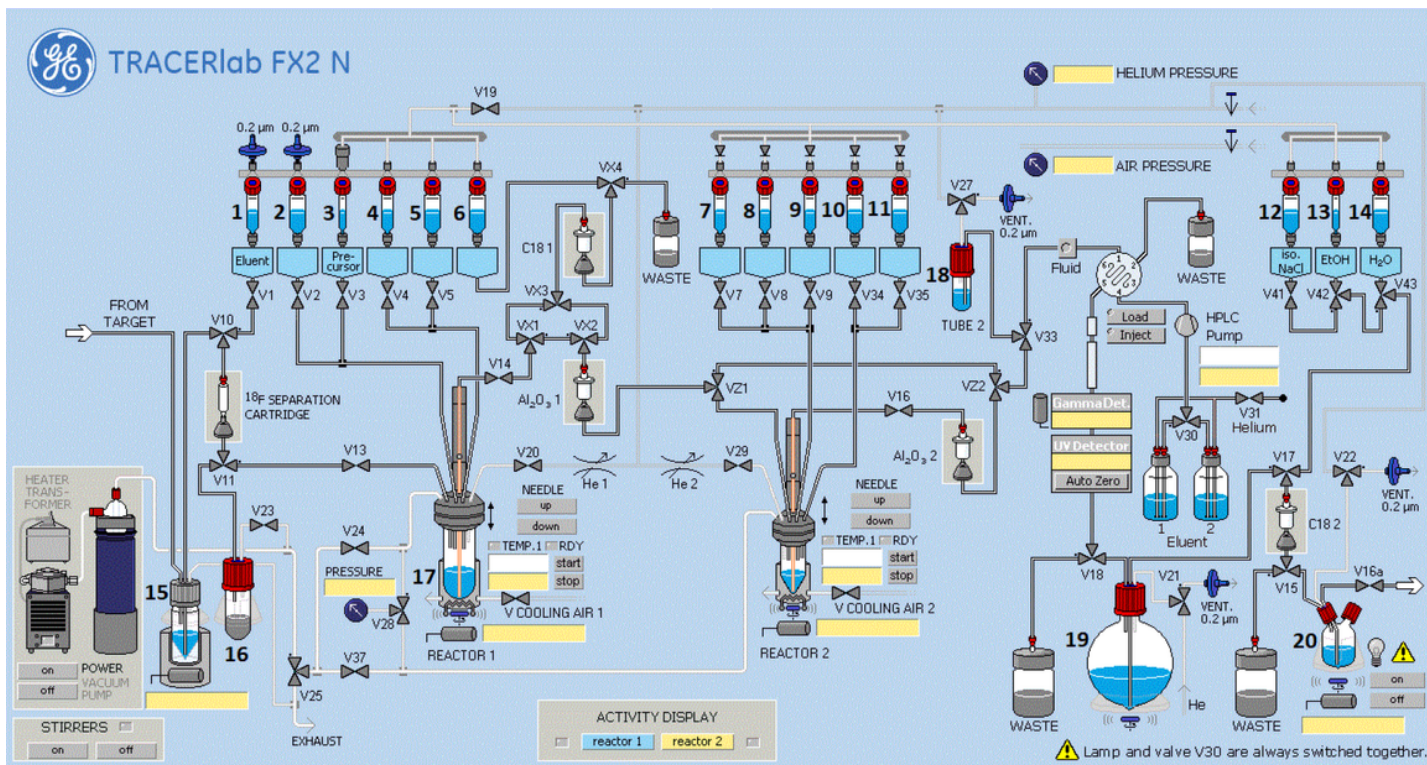 GE
TRACERlab FX2 N
HELIUM PRESSURE
AIR PRESSURE
V19
0.2 µm 0.2 µm
1 2 3 4 5 6
Eluent
Pre-
cursor
V1 V2 V3 V4 V5
VX4
C18 1
WASTE
VX3
VX1 VX2
V14
Al₂O₃ 1
7 8 9 10 11
V7 V8 V9 V34 V35
V27
VENT.
0.2 µm
18
TUBE 2
Fluid
1 2 3 4 5 6
WASTE
Load
Inject
HPLC
Pump
V33
12 13 14
iso.
NaCl
EtOH
H₂O
V41 V42 V43
FROM
TARGET
V10
18F SEPARATION
CARTRIDGE
V11
V13
V20
He 1
He 2
V29
VZ1
VZ2
V16
Al₂O₃ 2
GammaDet.
UV Detector
Auto Zero
V30
V31
Helium
1 2
Eluent
V17
C18 2
V22
VENT.
0.2 µm
HEATER
TRANS-
FORMER
POWER
VACUUM
PUMP
on
off
15
16
V23
V24
PRESSURE
V28
V37
V25
EXHAUST
17
NEEDLE
up
down
TEMP.1 RDY
start
stop
V COOLING AIR 1
REACTOR 1
NEEDLE
up
down
TEMP.1 RDY
start
stop
V COOLING AIR 2
REACTOR 2
V18
WASTE
19
V21
VENT.
0.2 µm
He
V15
V16a
WASTE
20
on
off
STIRRERS
on off
ACTIVITY DISPLAY
reactor 1 reactor 2
Lamp and valve V30 are always switched together.